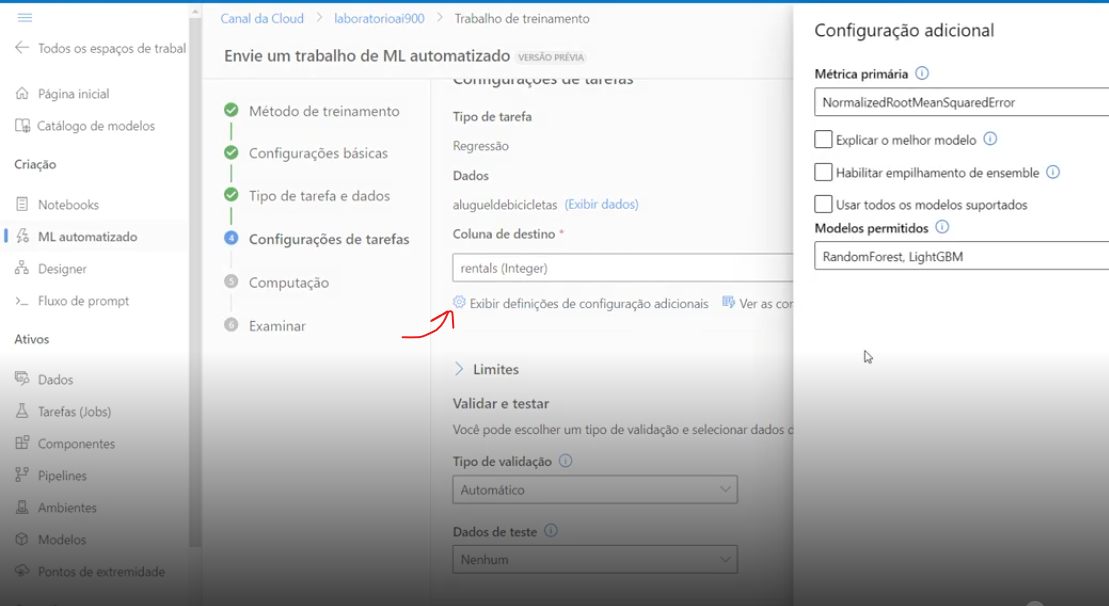 Canal da Cloud > laboratorioai900 > Trabalho de treinamento
Todos os espaços de trabal
Página inicial
Catálogo de modelos
Criação
Notebooks
ML automatizado
Designer
Fluxo de prompt
Ativos
Dados
Tarefas (Jobs)
Componentes
Pipelines
Ambientes
Modelos
Pontos de extremidade
Envie um trabalho de ML automatizado VERSÃO PRÉVIA
Método de treinamento
Configurações básicas
Tipo de tarefa e dados
4 Configurações de tarefas
5 Computação
6 Examinar
Configurações de tarefas
Tipo de tarefa
Regressão
Dados
alugueldebicicletas (Exibir dados)
Coluna de destino *
rentals (Integer)
Exibir definições de configuração adicionais Ver as cor
Limites
Validar e testar
Você pode escolher um tipo de validação e selecionar dados d
Tipo de validação
Automático
Dados de teste
Nenhum
Configuração adicional
Métrica primária
NormalizedRootMeanSquaredError
Explicar o melhor modelo
Habilitar empilhamento de ensemble
Usar todos os modelos suportados
Modelos permitidos
RandomForest, LightGBM